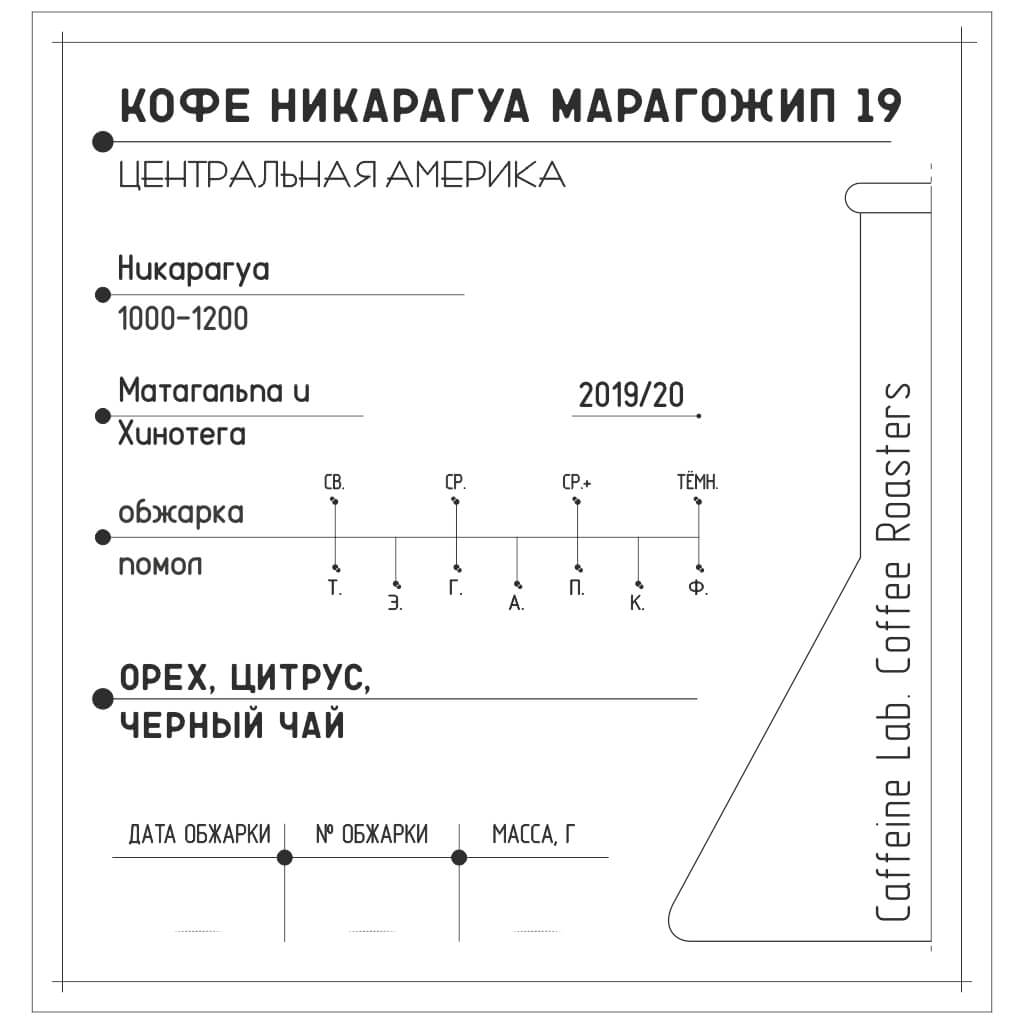 КОФЕ НИКАРАГУА МАРАГОЖИП 19
ЦЕНТРАЛЬНАЯ АМЕРИКА
Никарагуа
1000-1200
Матагальпа и
Хинотега
2019/20
СВ. СР. СР.+ ТЁМН.
обжарка
помол
Т. Э. Г. А. П. К. Ф.
ОРЕХ, ЦИТРУС,
ЧЕРНЫЙ ЧАЙ
ДАТА ОБЖАРКИ № ОБЖАРКИ МАССА, Г
Caffeine Lab. Coffee Roasters